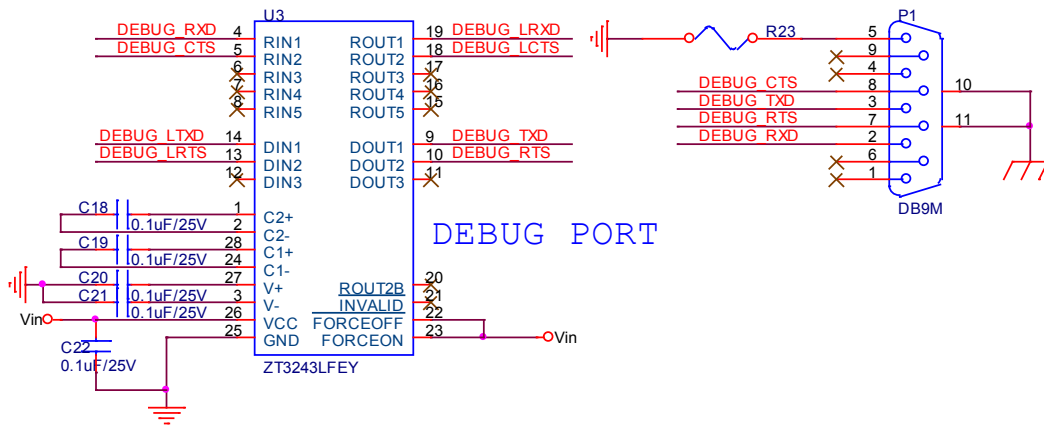 U3
DEBUG_RXD 4 RIN1 ROUT1 19 DEBUG_LRXD
DEBUG_CTS 5 RIN2 ROUT2 18 DEBUG_LCTS
6 RIN3 ROUT3 17
7 RIN4 ROUT4 16
8 RIN5 ROUT5 15
DEBUG_LTXD 14 DIN1 DOUT1 9 DEBUG_TXD
DEBUG_LRTS 13 DIN2 DOUT2 10 DEBUG_RTS
12 DIN3 DOUT3 11
C18 1 C2+
0.1uF/25V 2 C2-
C19 28 C1+
0.1uF/25V 24 C1-
C20 27 V+ ROUT2B 20
0.1uF/25V
C21 3 V- INVALID 21
0.1uF/25V
Vin 26 VCC FORCEOFF 22
25 GND FORCEON 23 Vin
C22
0.1uF/25V
ZT3243LFEY
DEBUG PORT
P1
R23 5
9
4
DEBUG_CTS 8 10
DEBUG_TXD 3
DEBUG_RTS 7 11
DEBUG_RXD 2
6
1
DB9M